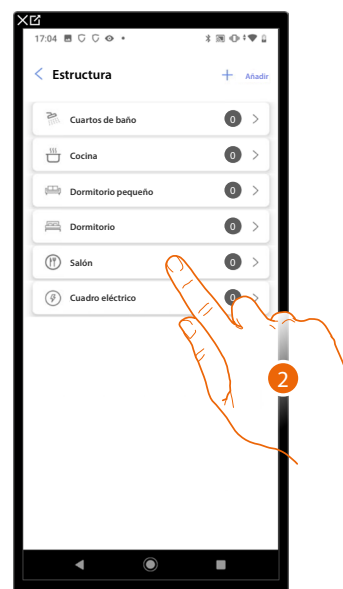 17:04
Estructura
+ Añadir
Cuartos de baño 0
Cocina 0
Dormitorio pequeño 0
Dormitorio 0
Salón 0
Cuadro eléctrico 0
2